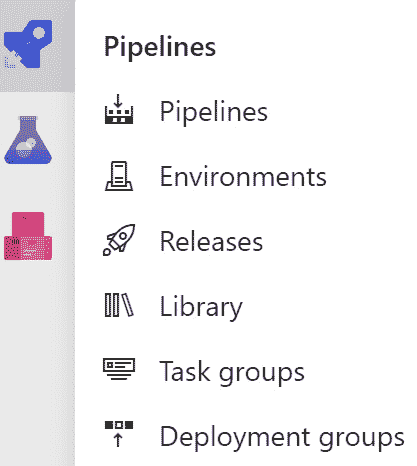 Pipelines
Pipelines
Environments
Releases
Library
Task groups
Deployment groups